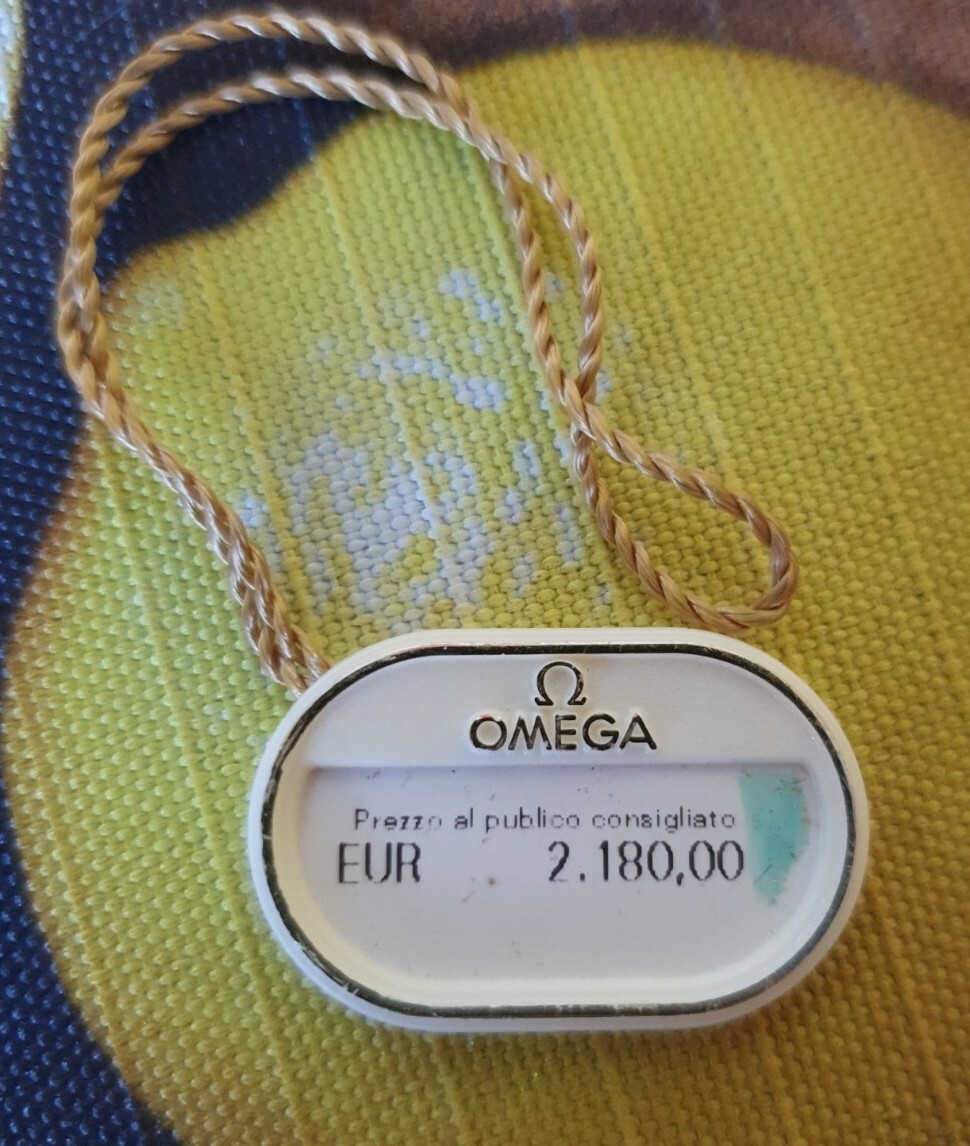 Ω
OMEGA
Prezzo al publico consigliato
EUR 2.180,00